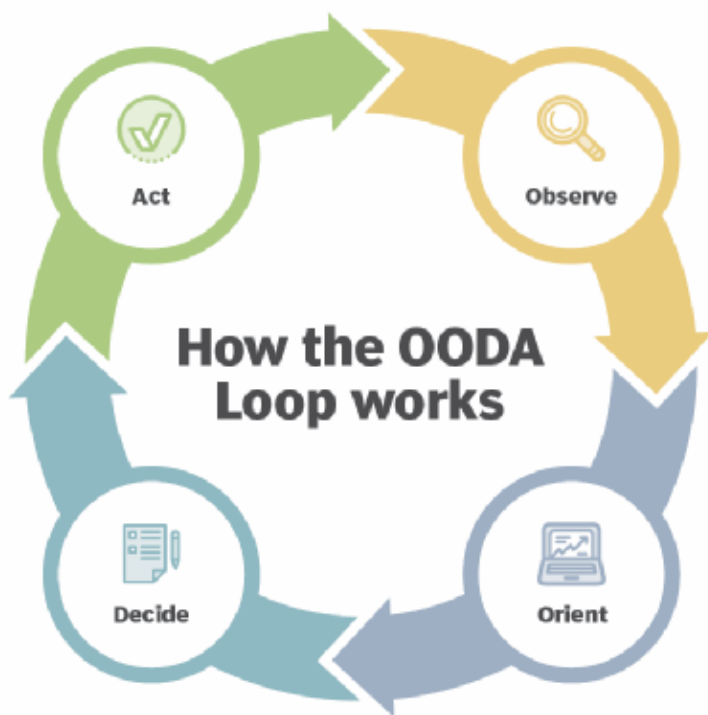 Act
Observe
How the OODA
Loop works
Decide
Orient